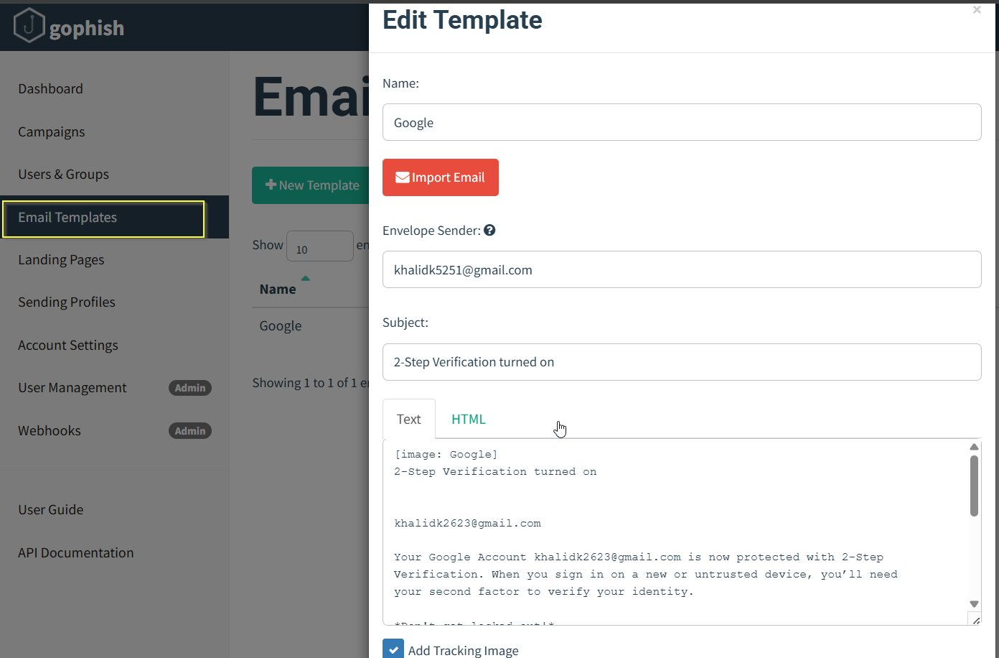 gophish
Dashboard
Campaigns
Users & Groups
Email Templates
Landing Pages
Sending Profiles
Account Settings
User Management Admin
Webhooks Admin
User Guide
API Documentation
Emai
New Template
Show 10 en
Name
Google
Showing 1 to 1 of 1 e
Edit Template
×
Name:
Google
Import Email
Envelope Sender:
khalidk5251@gmail.com
Subject:
2-Step Verification turned on
Text HTML
[image: Google]
2-Step Verification turned on
khalidk2623@gmail.com
Your Google Account khalidk2623@gmail.com is now protected with 2-Step
Verification. When you sign in on a new or untrusted device, you’ll need
your second factor to verify your identity.
Add Tracking Image